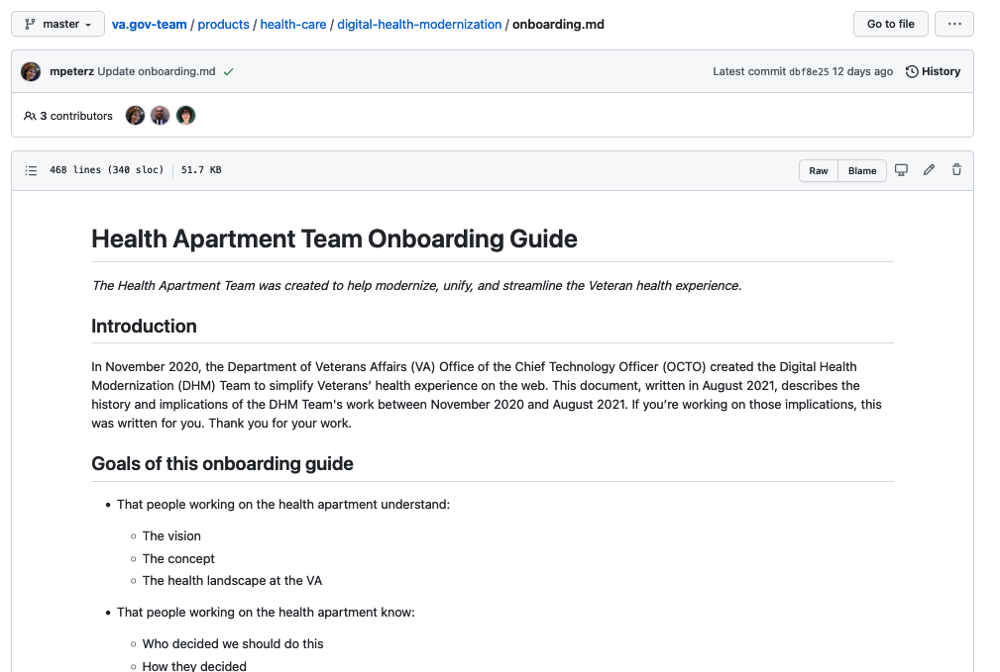 master
va.gov-team / products / health-care / digital-health-modernization / onboarding.md
Go to file
...
mpeterz Update onboarding.md
Latest commit dbf8e25 12 days ago
History
3 contributors
468 lines (340 sloc) | 51.7 KB
Raw
Blame
Health Apartment Team Onboarding Guide
The Health Apartment Team was created to help modernize, unify, and streamline the Veteran health experience.
Introduction
In November 2020, the Department of Veterans Affairs (VA) Office of the Chief Technology Officer (OCTO) created the Digital Health
Modernization (DHM) Team to simplify Veterans’ health experience on the web. This document, written in August 2021, describes the
history and implications of the DHM Team's work between November 2020 and August 2021. If you’re working on those implications, this
was written for you. Thank you for your work.
Goals of this onboarding guide
• That people working on the health apartment understand:
○ The vision
○ The concept
○ The health landscape at the VA
• That people working on the health apartment know:
○ Who decided we should do this
○ How they decided